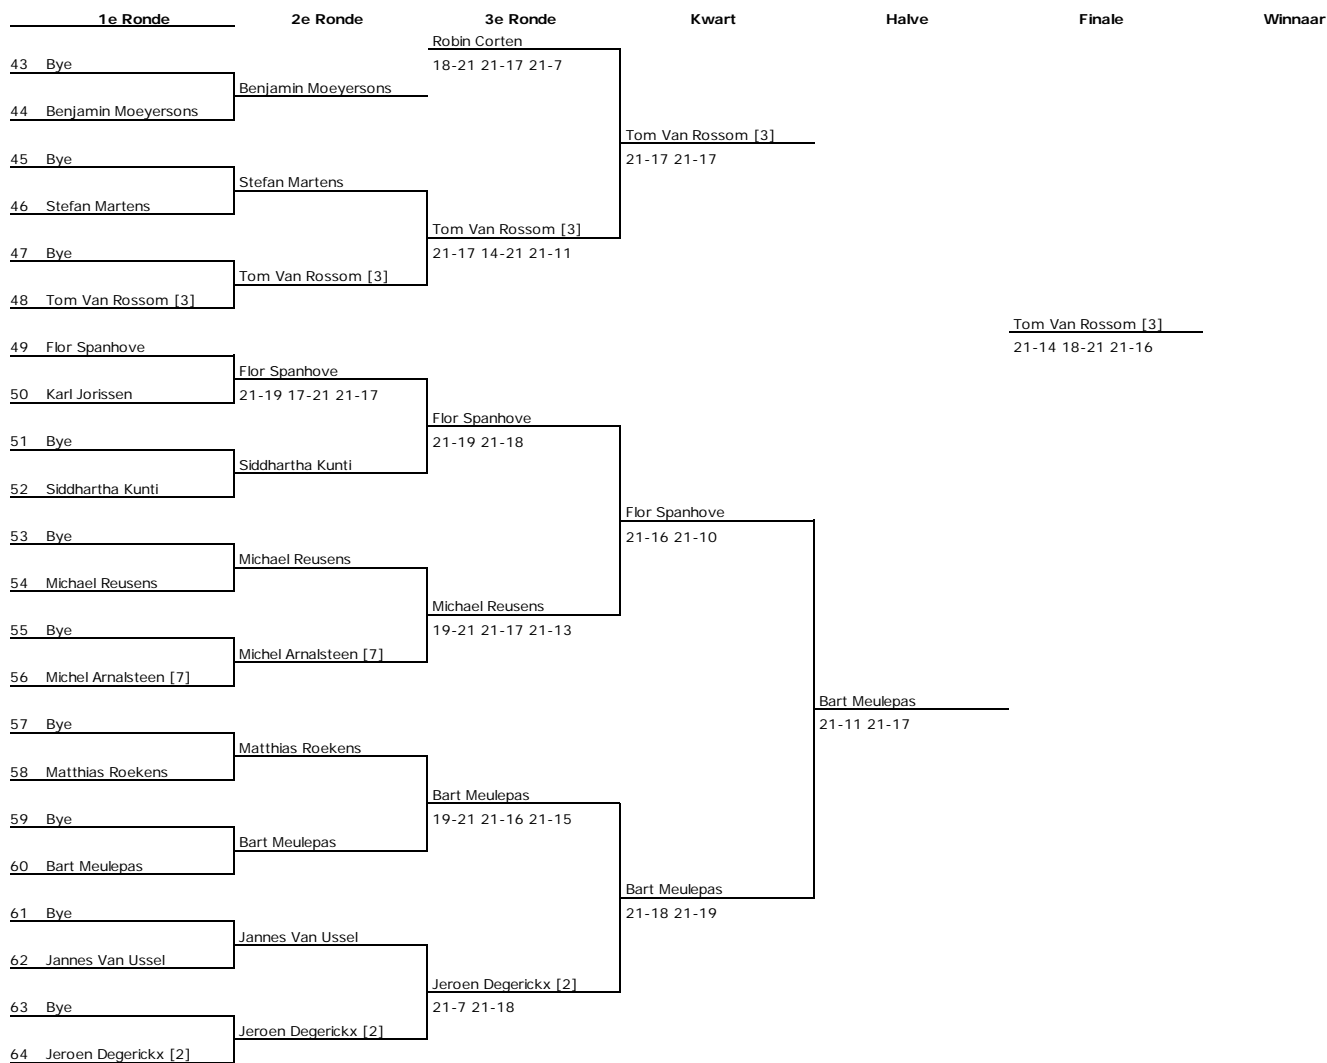 1e Ronde 2e Ronde 3e Ronde Kwart Halve Finale Winnaar
Robin Corten
43 Bye 18-21 21-17 21-7
Benjamin Moeyersons
44 Benjamin Moeyersons
Tom Van Rossom [3]
45 Bye 21-17 21-17
Stefan Martens
46 Stefan Martens
Tom Van Rossom [3]
47 Bye 21-17 14-21 21-11
Tom Van Rossom [3]
48 Tom Van Rossom [3]
Tom Van Rossom [3]
49 Flor Spanhove 21-14 18-21 21-16
Flor Spanhove
50 Karl Jorissen 21-19 17-21 21-17
Flor Spanhove
51 Bye 21-19 21-18
Siddhartha Kunti
52 Siddhartha Kunti
Flor Spanhove
53 Bye 21-16 21-10
Michael Reusens
54 Michael Reusens
Michael Reusens
55 Bye 19-21 21-17 21-13
Michel Arnalsteen [7]
56 Michel Arnalsteen [7]
Bart Meulepas
57 Bye 21-11 21-17
Matthias Roekens
58 Matthias Roekens
Bart Meulepas
59 Bye 19-21 21-16 21-15
Bart Meulepas
60 Bart Meulepas
Bart Meulepas
61 Bye 21-18 21-19
Jannes Van Ussel
62 Jannes Van Ussel
Jeroen Degerickx [2]
63 Bye 21-7 21-18
Jeroen Degerickx [2]
64 Jeroen Degerickx [2]